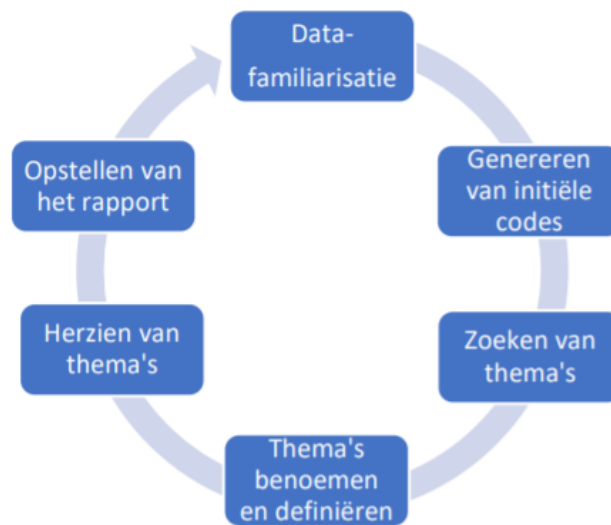 Data-
familiarisatie
Genereren
van initiële
codes
Zoeken van
thema's
Thema's
benoemen
en definiëren
Herzien van
thema's
Opstellen van
het rapport